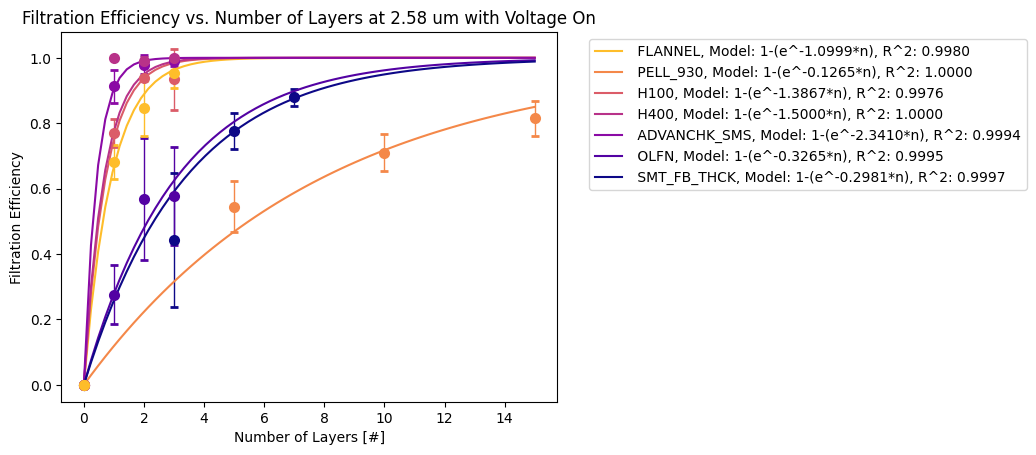 Filtration Efficiency vs. Number of Layers at 2.58 um with Voltage On
Filtration Efficiency
1.0
0.8
0.6
0.4
0.2
0.0
0 2 4 6 8 10 12 14
Number of Layers [#]
FLANNEL, Model: 1-(e^-1.0999*n), R^2: 0.9980
PELL_930, Model: 1-(e^-0.1265*n), R^2: 1.0000
H100, Model: 1-(e^-1.3867*n), R^2: 0.9976
H400, Model: 1-(e^-1.5000*n), R^2: 1.0000
ADVANCHK_SMS, Model: 1-(e^-2.3410*n), R^2: 0.9994
OLFN, Model: 1-(e^-0.3265*n), R^2: 0.9995
SMT_FB_THCK, Model: 1-(e^-0.2981*n), R^2: 0.9997